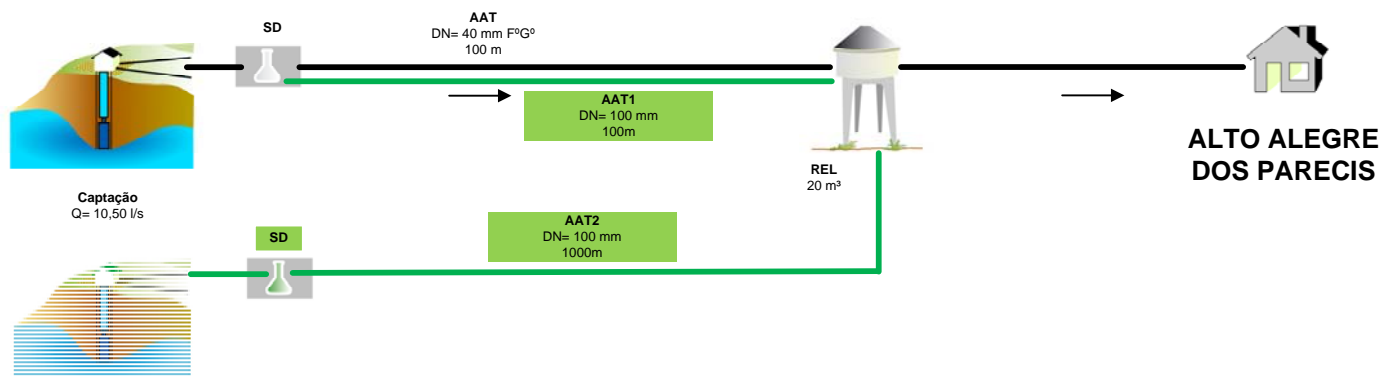 SD
AAT
DN= 40 mm FºGº
100 m
AAT1
DN= 100 mm
100m
ALTO ALEGRE
DOS PARECIS
REL
20 m³
Captação
Q= 10,50 l/s
SD
AAT2
DN= 100 mm
1000m